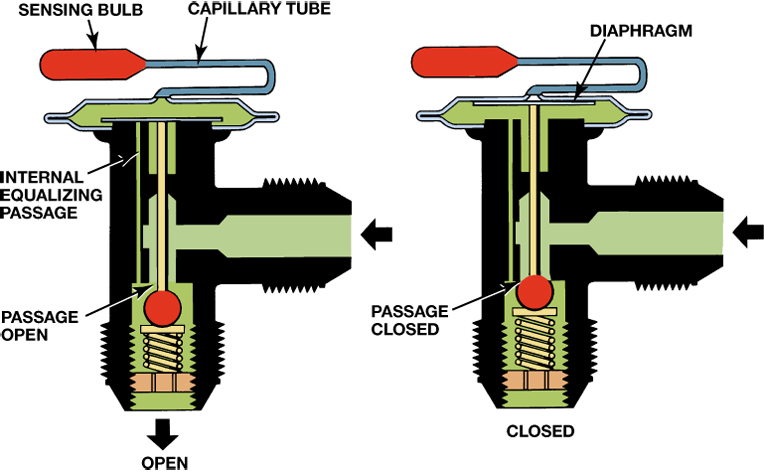 SENSING BULB
CAPILLARY TUBE
DIAPHRAGM
INTERNAL
EQUALIZING
PASSAGE
PASSAGE
OPEN
PASSAGE
CLOSED
OPEN
CLOSED